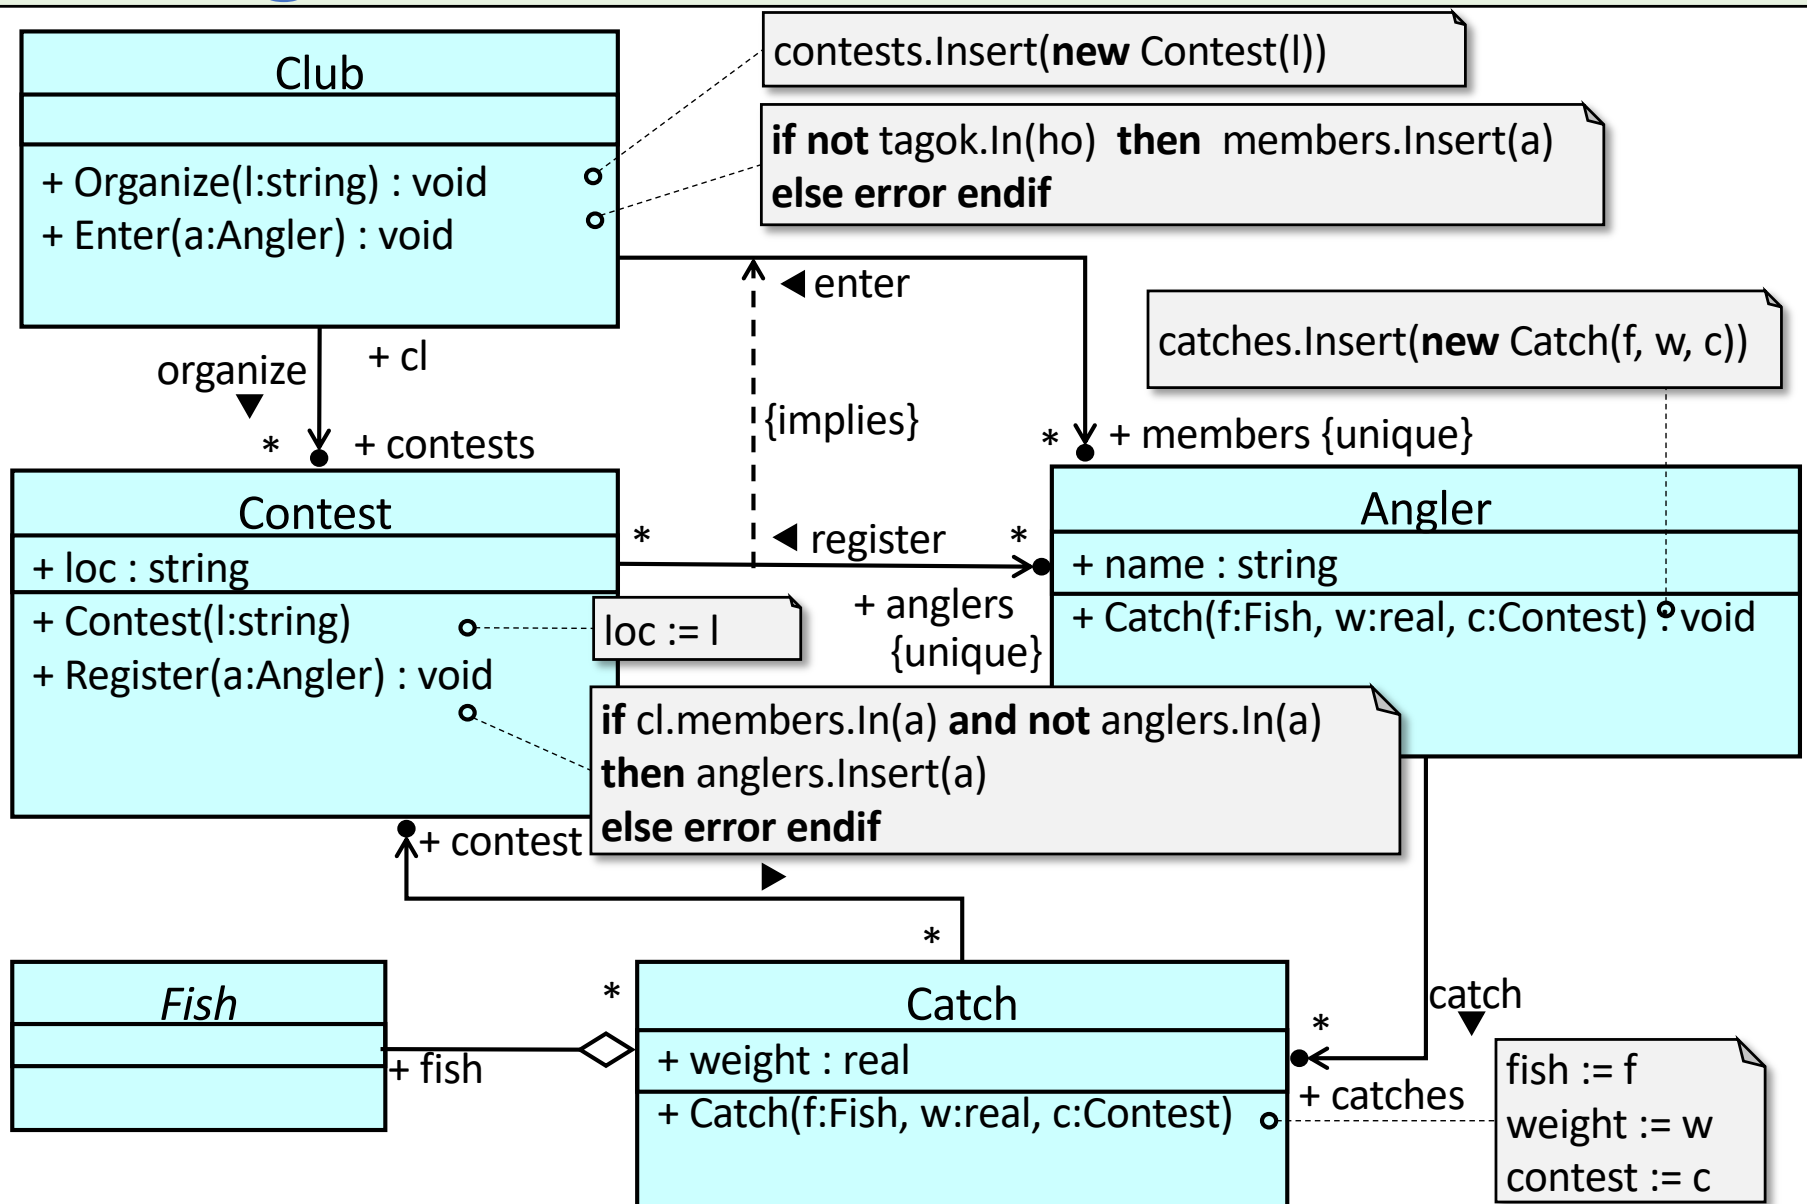 Club
+ Organize(l:string) : void
+ Enter(a:Angler) : void
contests.Insert(new Contest(l))
if not tagok.In(ho) then members.Insert(a)
else error endif
enter
organize
+ cl
{implies}
* + contests
* + members {unique}
catches.Insert(new Catch(f, w, c))
Contest
+ loc : string
+ Contest(l:string)
+ Register(a:Angler) : void
loc := l
* register *
+ anglers
{unique}
Angler
+ name : string
+ Catch(f:Fish, w:real, c:Contest) : void
if cl.members.In(a) and not anglers.In(a)
then anglers.Insert(a)
else error endif
+ contest
*
Fish
+ fish
*
Catch
+ weight : real
+ Catch(f:Fish, w:real, c:Contest)
catch
*
+ catches
fish := f
weight := w
contest := c